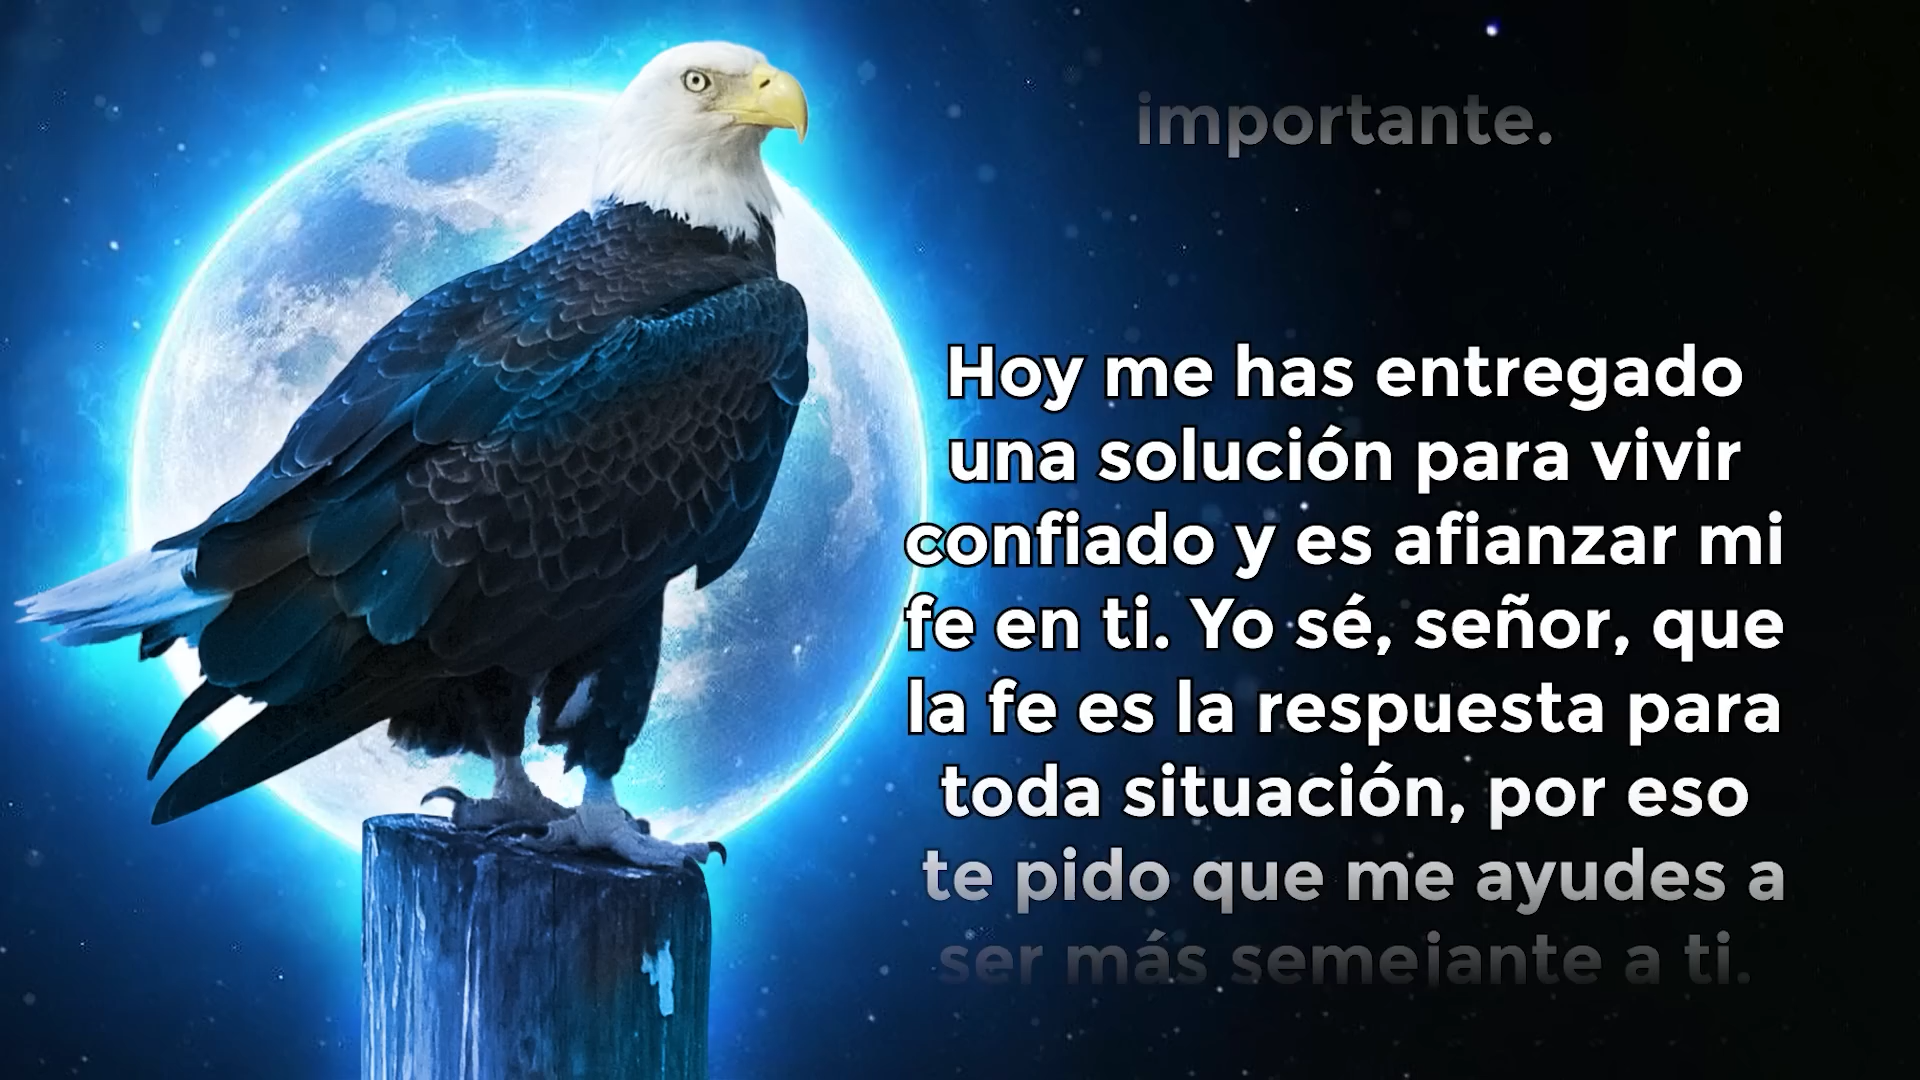 importante.
Hoy me has entregado
una solución para vivir
confiado y es afianzar mi
fe en ti. Yo sé, señor, que
la fe es la respuesta para
toda situación, por eso
te pido que me ayudes a
ser más semejante a ti.